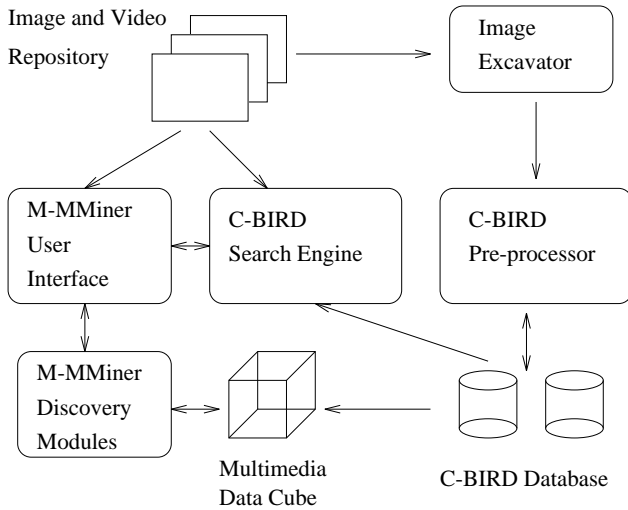 Image and Video
Repository
Image
Excavator
M-MMiner
User
Interface
C-BIRD
Search Engine
C-BIRD
Pre-processor
M-MMiner
Discovery
Modules
Multimedia
Data Cube
C-BIRD Database